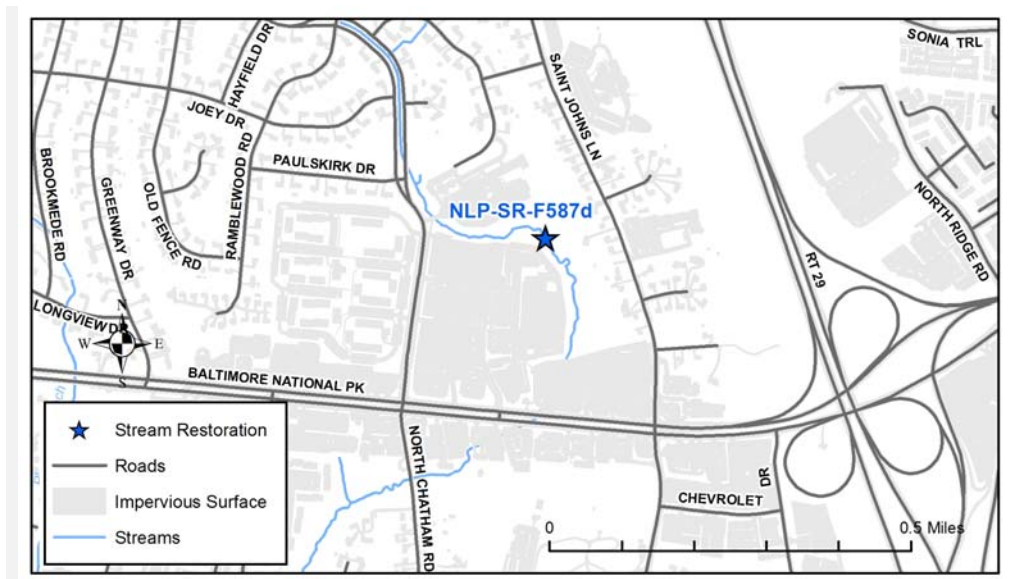 SONIA TRL
HAYFIELD DR
JOEY DR
SAINT JOHNS LN
BROOKMEDE RD
GREENWAY DR
OLD FENCE RD
RAMBLEWOOD RD
PAULSKIRK DR
NORTH RIDGE RD
NLP-SR-F587d
RT 29
LONGVIEW DR
N
W
E
S
BALTIMORE NATIONAL PK
NORTH CHATHAM RD
CHEVROLET DR
Stream Restoration
Roads
Impervious Surface
Streams
0
0.5 Miles